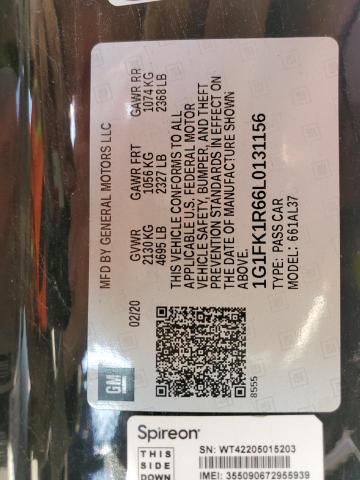 MFD BY GENERAL MOTORS LLC
02/20
GVWR
2130 KG
4695 LB
GAWR FRT
1056 KG
2327 LB
GAWR RR
1074 KG
2368 LB
THIS VEHICLE CONFORMS TO ALL
APPLICABLE U.S. FEDERAL MOTOR
VEHICLE SAFETY, BUMPER, AND THEFT
PREVENTION STANDARDS IN EFFECT ON
THE DATE OF MANUFACTURE SHOWN
ABOVE.
1G1FK1R66L0131156
TYPE: PASS CAR
MODEL: 661AL37
GM
8555
Spireon
THIS
SIDE
DOWN
SN: WT42205015203
IMEI: 355090672955939